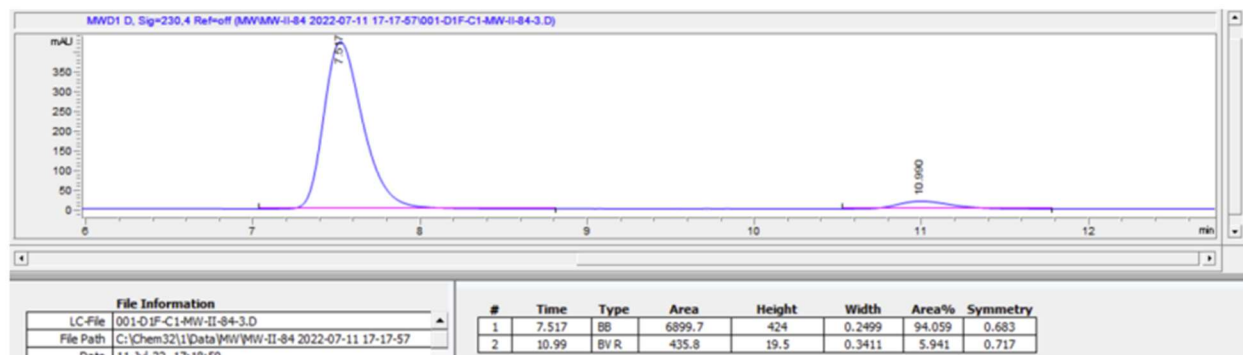 MWD1 D, Sig=230,4 Ref=off (MW\MW-II-84 2022-07-11 17-17-57\001-D1F-C1-MW-II-84-3.D)
mAU
350
300
250
200
150
100
50
0
7.517
10.990
6 7 8 9 10 11 12 min
File Information
LC-File 001-D1F-C1-MW-II-84-3.D
File Path C:\Chem32\1\Data\MW\MW-II-84 2022-07-11 17-17-57
# Time Type Area Height Width Area% Symmetry
1 7.517 BB 6899.7 424 0.2499 94.059 0.683
2 10.99 BV R 435.8 19.5 0.3411 5.941 0.717